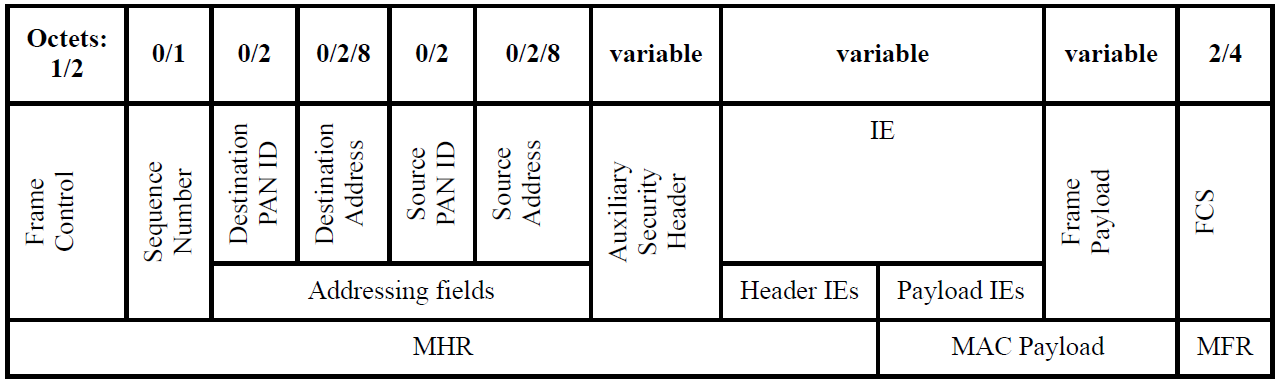 Octets: 1/2
0/1
0/2
0/2/8
0/2
0/2/8
variable
variable
variable
2/4
Frame
Control
Sequence
Number
Destination
PAN ID
Destination
Address
Source
PAN ID
Source
Address
Auxiliary
Security
Header
IE
Frame
Payload
FCS
Addressing fields
Header IEs
Payload IEs
MHR
MAC Payload
MFR